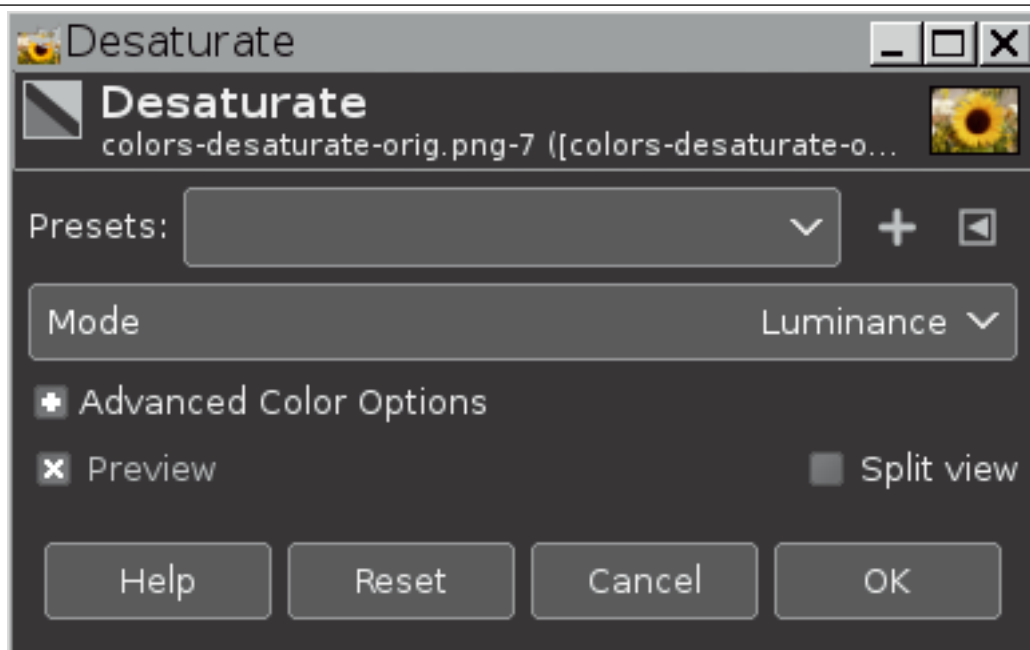 Desaturate
Desaturate
colors-desaturate-orig.png-7 ([colors-desaturate-o...
Presets:
Mode Luminance
Advanced Color Options
Preview Split view
Help Reset Cancel OK